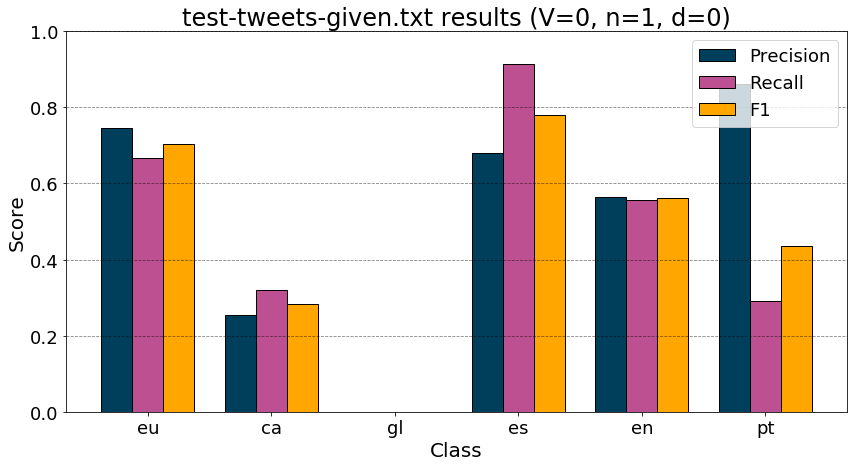 test-tweets-given.txt results (V=0, n=1, d=0)
Precision
Recall
F1
Score
1.0
0.8
0.6
0.4
0.2
0.0
eu ca gl es en pt
Class